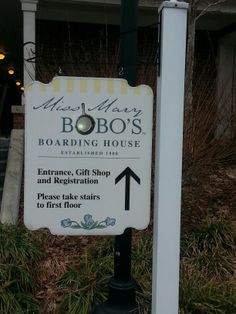 Miss Mary
BOBO'S
BOARDING HOUSE
ESTABLISHED 1908
Entrance, Gift Shop
and Registration
Please take stairs
to first floor